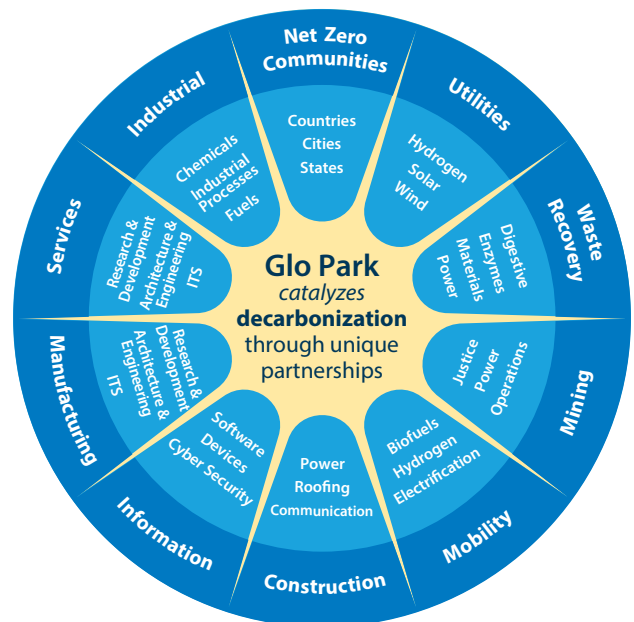 Net Zero
Communities
Countries
Cities
States
Utilities
Hydrogen
Solar
Wind
Waste
Recovery
Digestive
Enzymes
Materials
Power
Mining
Justice
Power
Operations
Mobility
Biofuels
Hydrogen
Electrification
Construction
Power
Roofing
Communication
Information
Software
Devices
Cyber Security
Manufacturing
Research &
Development
Architecture &
Engineering
ITS
Services
Research &
Development
Architecture &
Engineering
ITS
Industrial
Chemicals
Industrial
Processes
Fuels
Glo Park
catalyzes
decarbonization
through unique
partnerships